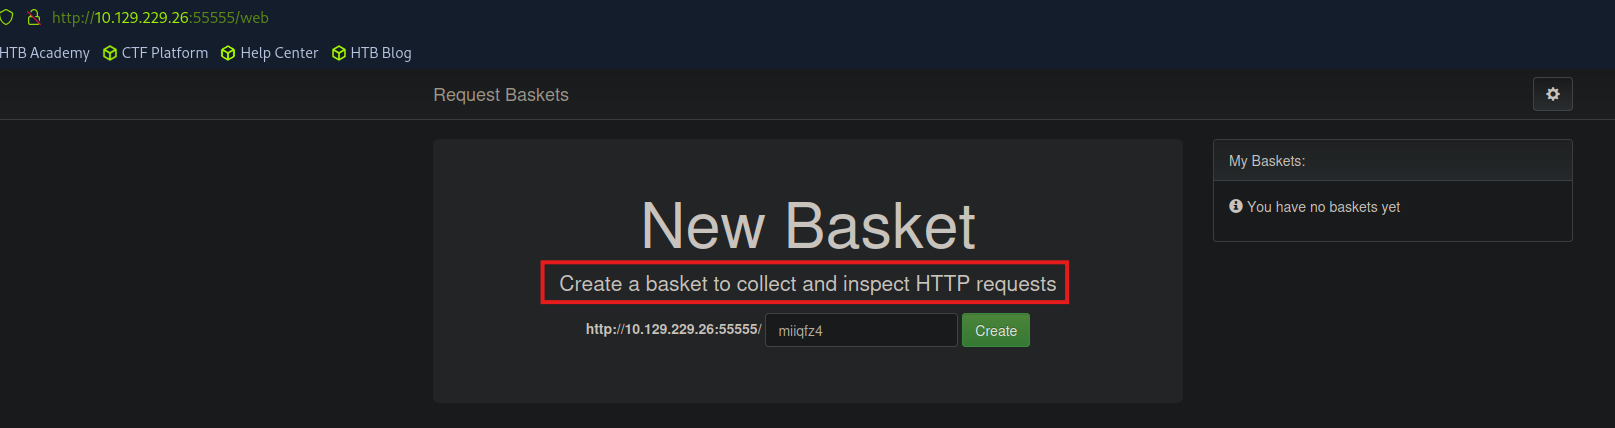 http://10.129.229.26:55555/web
HTB Academy CTF Platform Help Center HTB Blog
Request Baskets
New Basket
Create a basket to collect and inspect HTTP requests
http://10.129.229.26:55555/ miiqfz4 Create
My Baskets:
You have no baskets yet